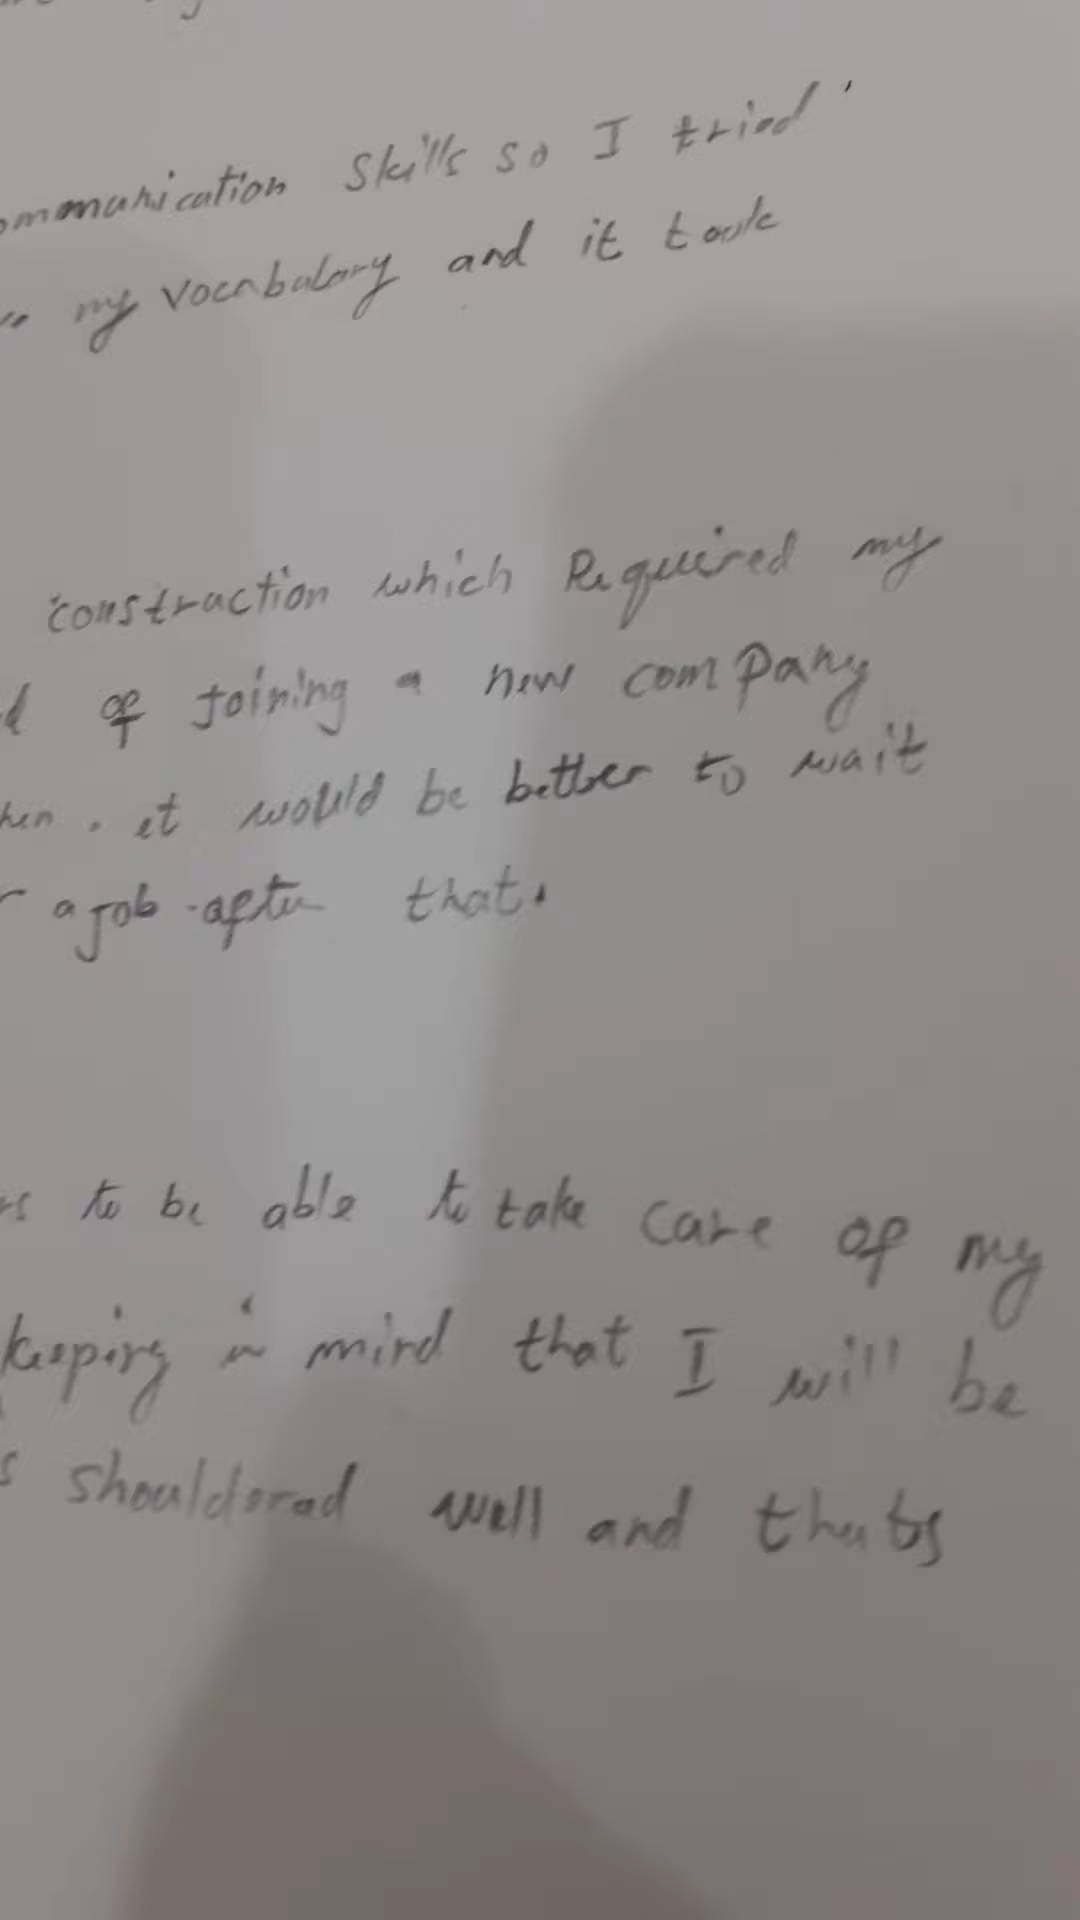 communication Skills so I tried
my vocabulary and it took
construction which Required my
of Joining a new company
. it would be better to wait
a Job after that.
to be able to take care of my
keeping in mind that I will be
shouldered well and thats